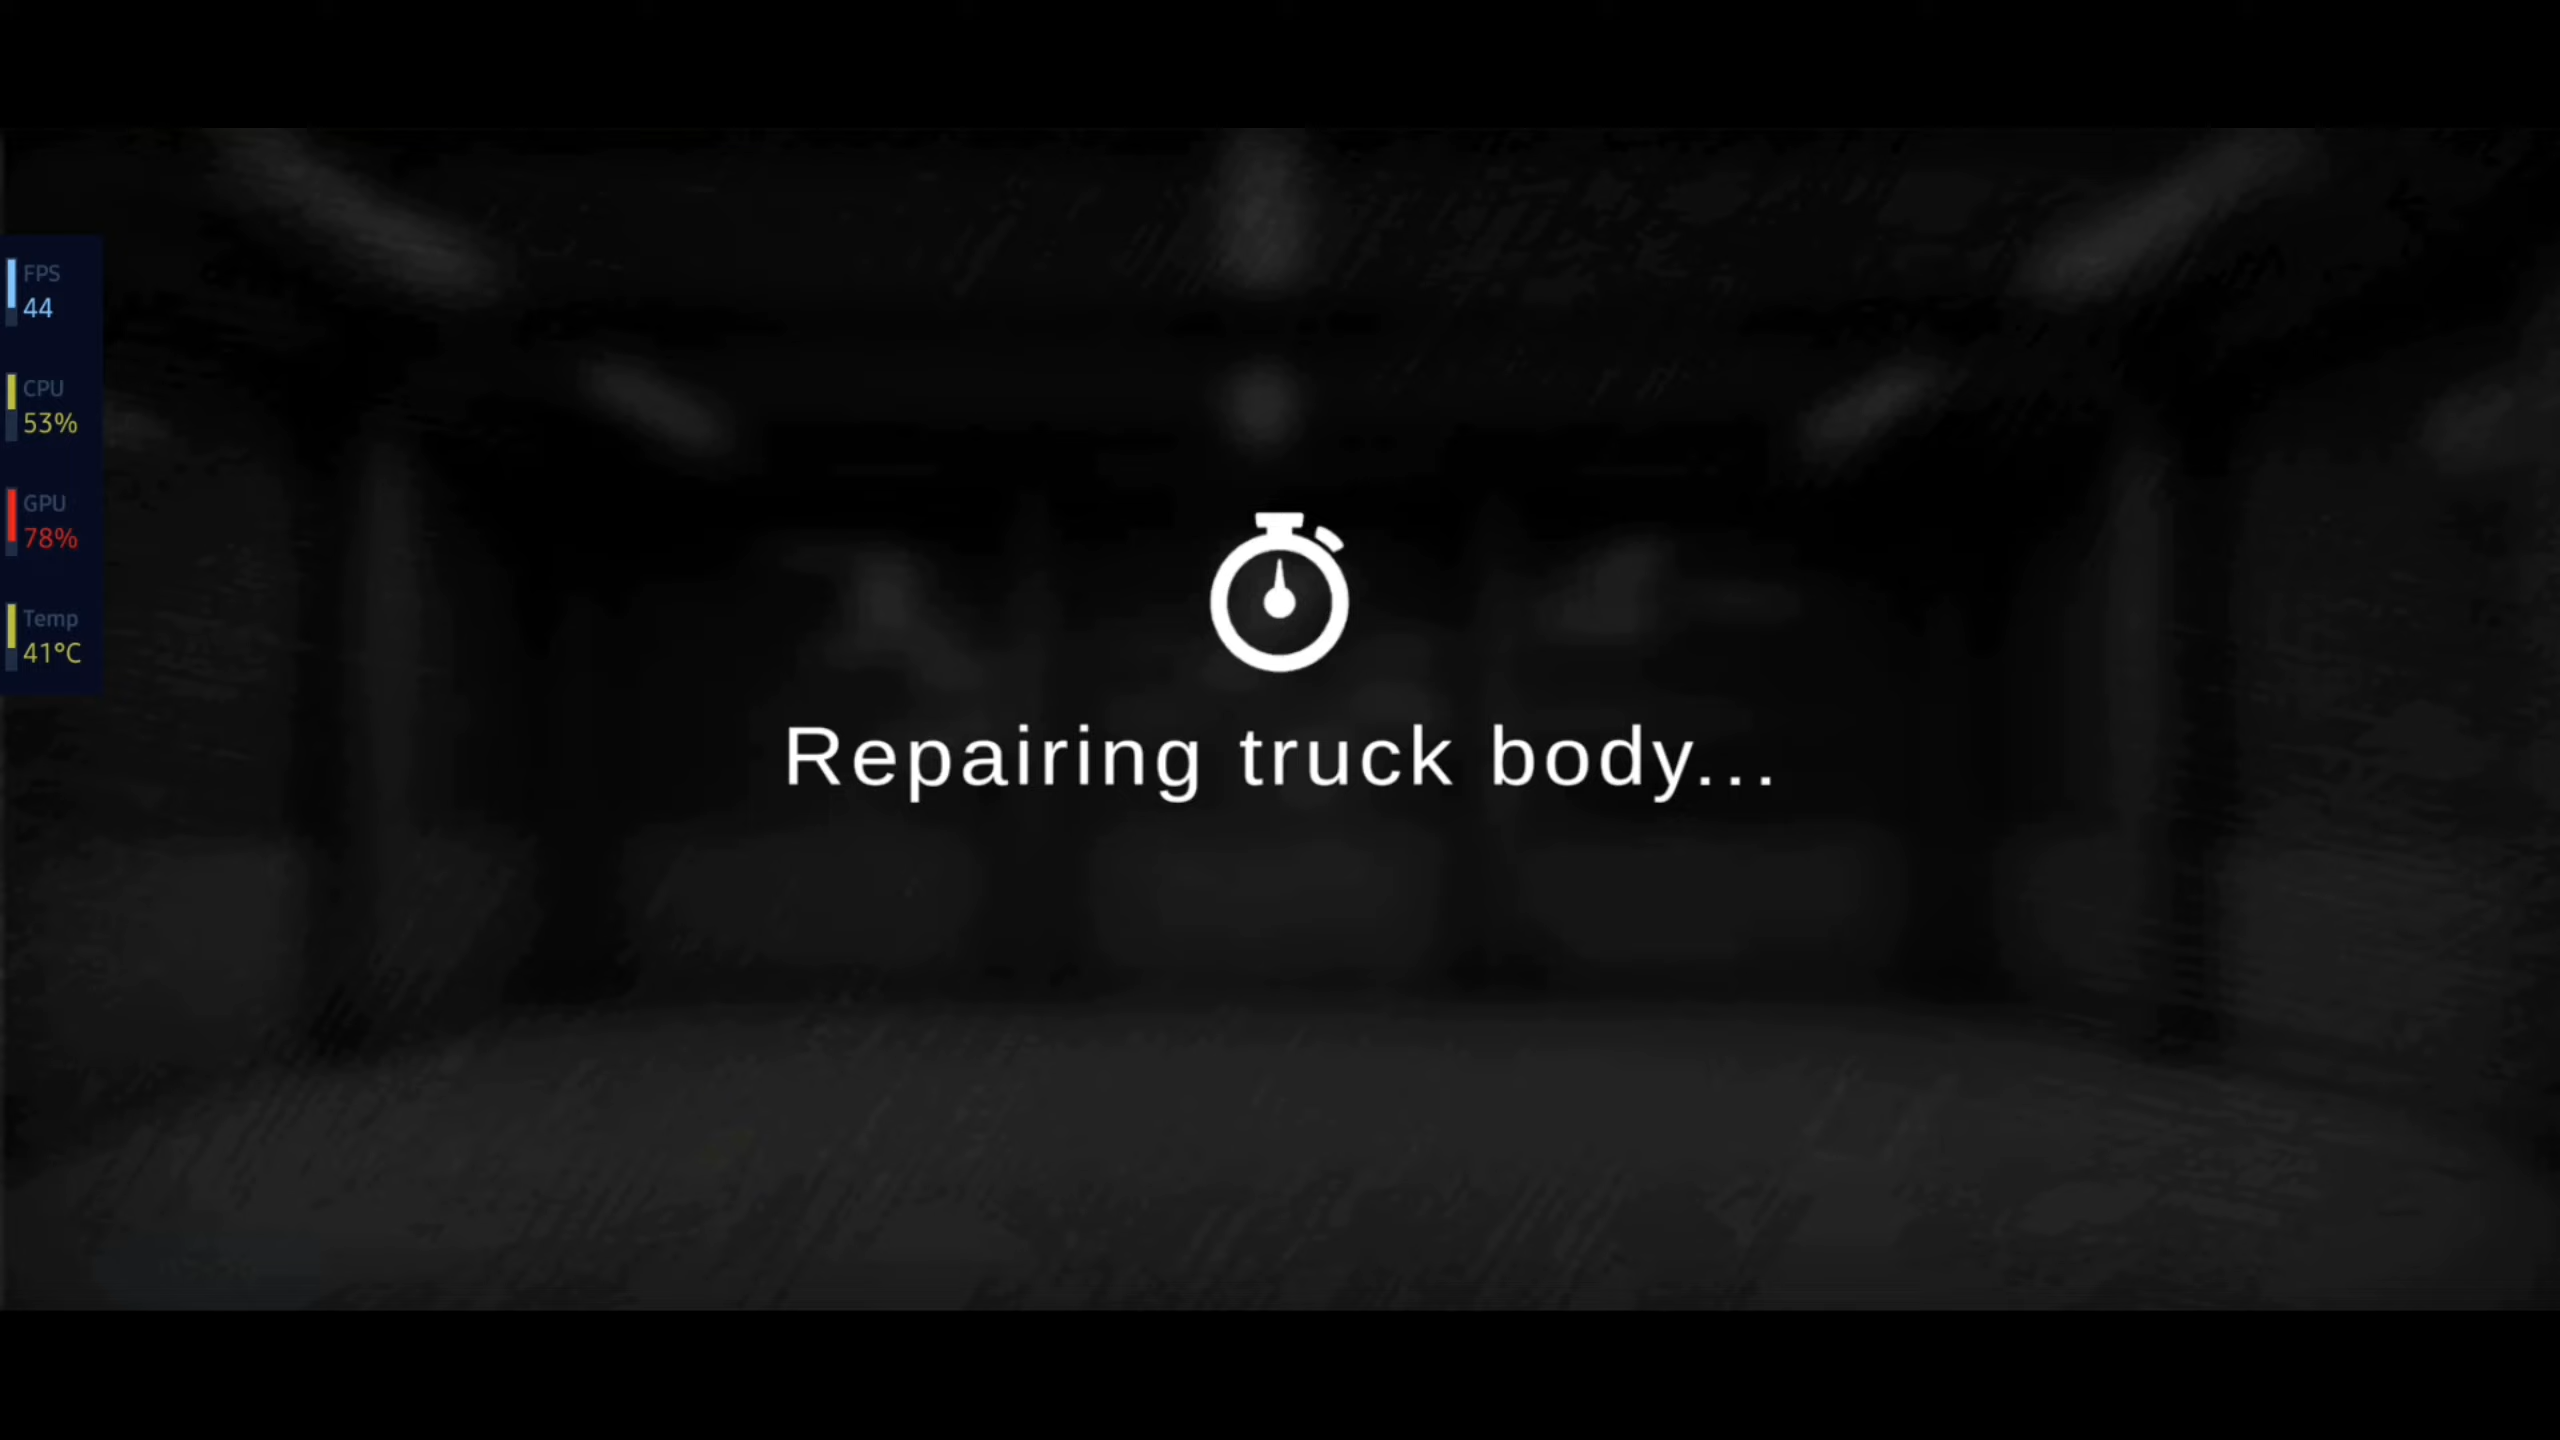 FPS
44
CPU
53%
GPU
78%
Temp
41°C
Repairing truck body...